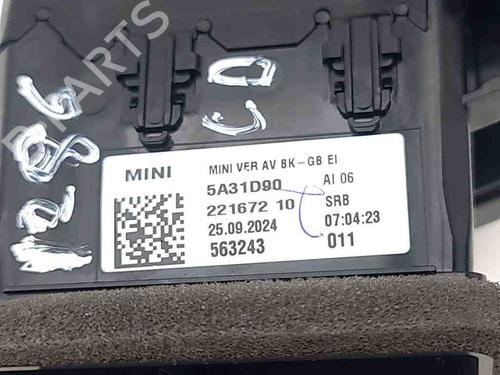 B-PARTS
MINI MINI VER AV BK-GB EI
5A31D90 AI 06
221672 10 SRB
25.09.2024 07:04:23
563243 011